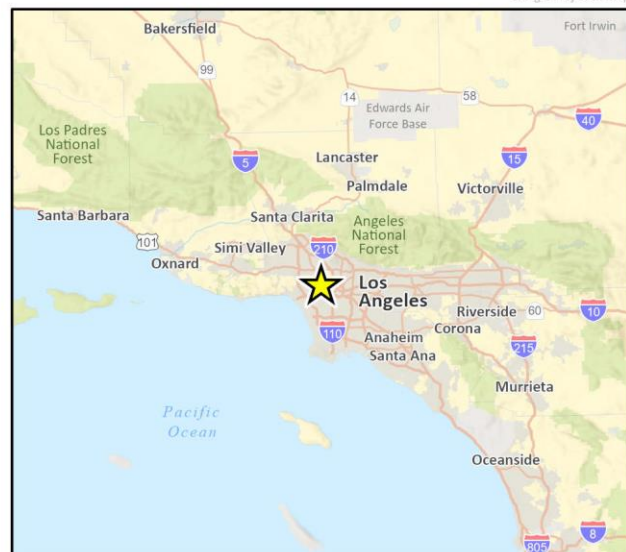 Bakersfield
Fort Irwin
99
14
58
Edwards Air
Force Base
40
Los Padres
National
Forest
5
Lancaster
15
Palmdale
Victorville
Santa Barbara
Santa Clarita
Angeles
National
Forest
101
Simi Valley
210
Oxnard
Los
Angeles
Riverside
60
10
110
Anaheim
Corona
215
Santa Ana
Murrieta
Pacific
Ocean
Oceanside
805
8